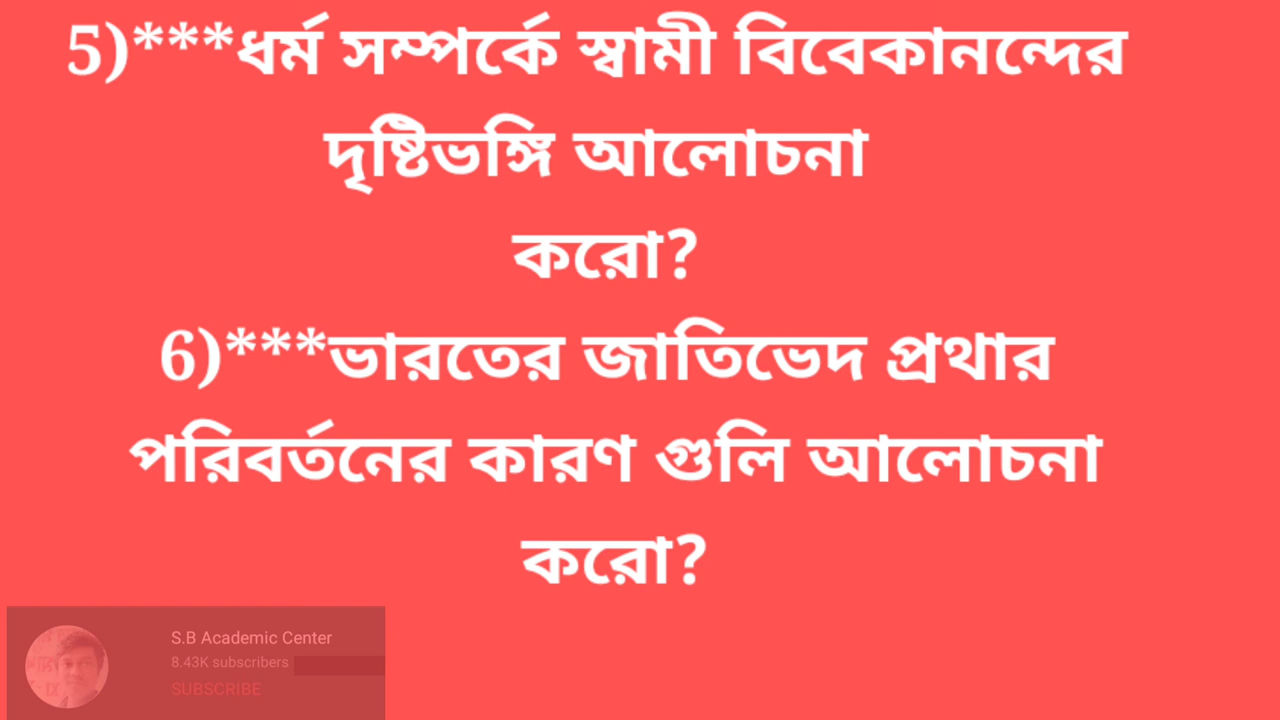 5)***ধর্ম সম্পর্কে স্বামী বিবেকানন্দের
দৃষ্টিভঙ্গি আলোচনা
করো?
6)***ভারতের জাতিভেদ প্রথার
পরিবর্তনের কারণ গুলি আলোচনা
করো?
S.B Academic Center
8.43K subscribers
SUBSCRIBE